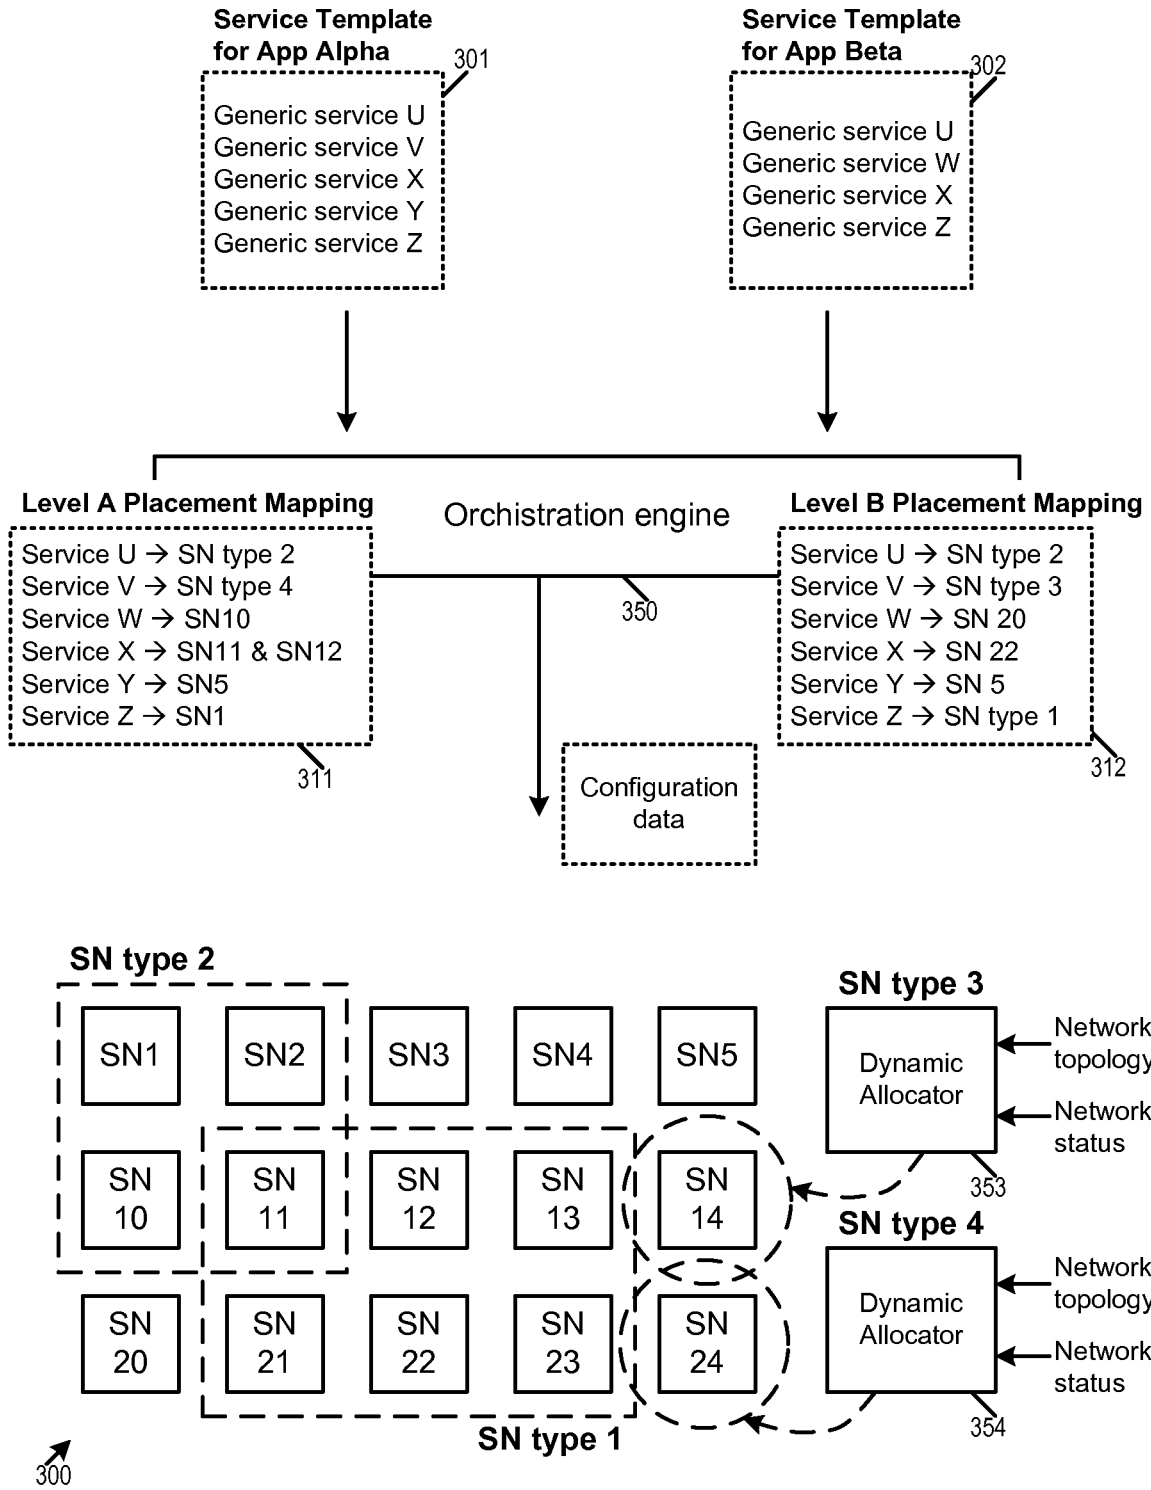 Service Template
for App Alpha
301
Generic service U
Generic service V
Generic service X
Generic service Y
Generic service Z
Service Template
for App Beta
302
Generic service U
Generic service W
Generic service X
Generic service Z
Level A Placement Mapping
Service U → SN type 2
Service V → SN type 4
Service W → SN10
Service X → SN11 & SN12
Service Y → SN5
Service Z → SN1
311
Orchistration engine
350
Level B Placement Mapping
Service U → SN type 2
Service V → SN type 3
Service W → SN 20
Service X → SN 22
Service Y → SN 5
Service Z → SN type 1
312
Configuration
data
SN type 2
SN1
SN2
SN3
SN4
SN5
SN
10
SN
11
SN
12
SN
13
SN
14
SN
20
SN
21
SN
22
SN
23
SN
24
SN type 1
SN type 3
Dynamic
Allocator
Network
topology
Network
status
353
SN type 4
Dynamic
Allocator
Network
topology
Network
status
354
300